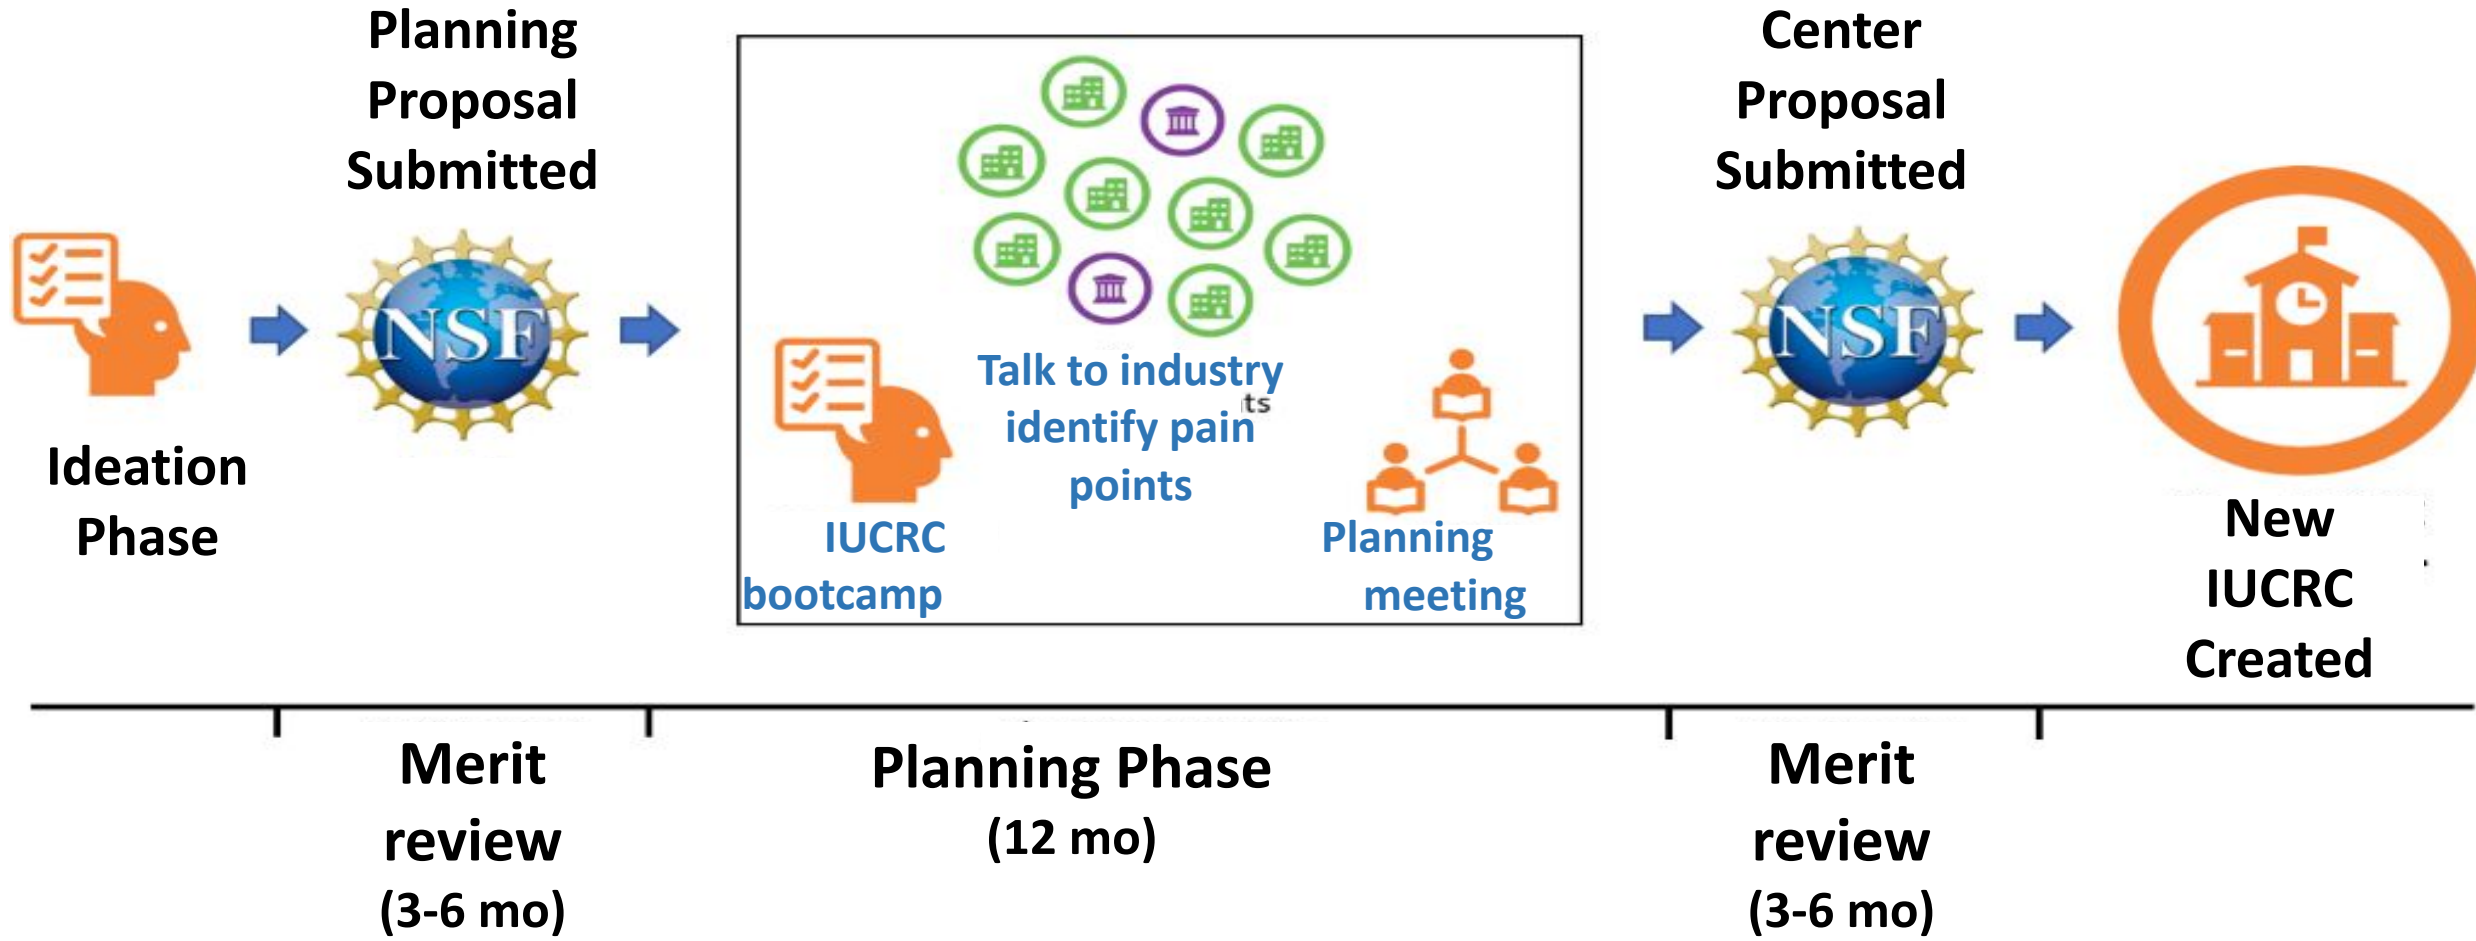 Planning
Proposal
Submitted
Center
Proposal
Submitted
NSF
NSF
Ideation
Phase
Talk to industry
ts
identify pain
points
IUCRC
bootcamp
Planning
meeting
New
IUCRC
Created
Merit
review
(3-6 mo)
Planning Phase
(12 mo)
Merit
review
(3-6 mo)